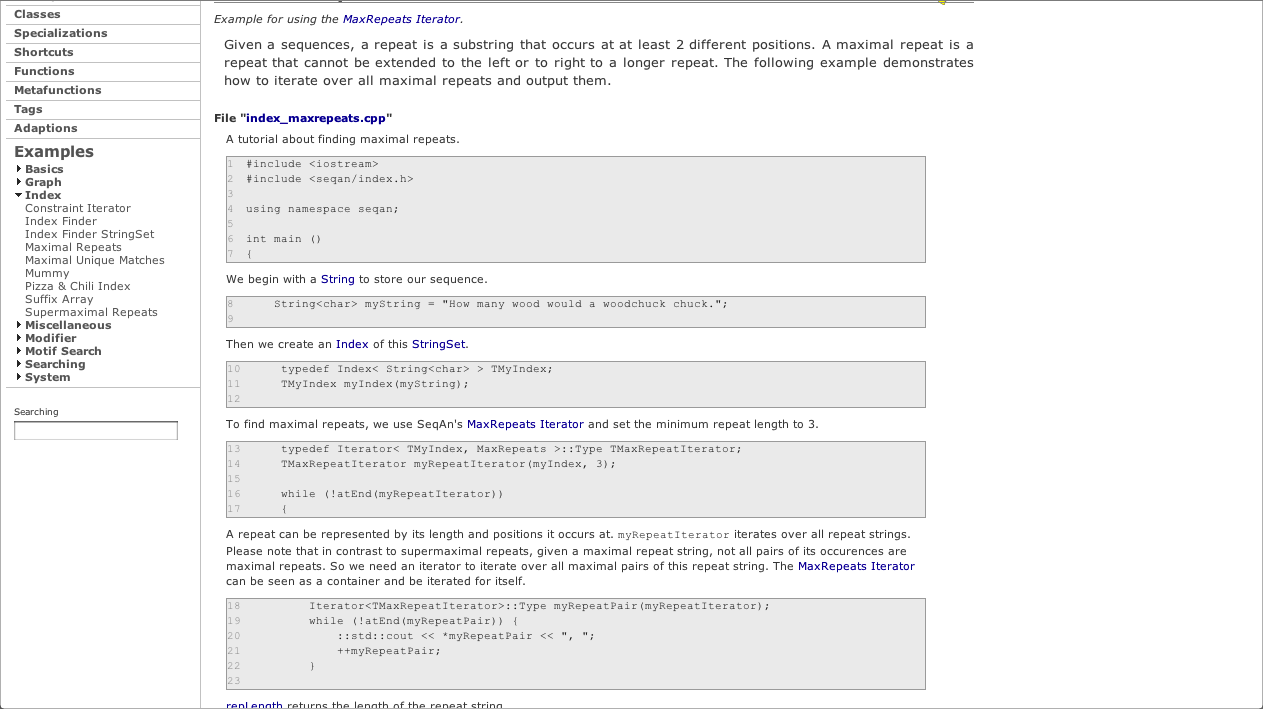 Classes
Specializations
Shortcuts
Functions
Metafunctions
Tags
Adaptions
Examples
Basics
Graph
Index
Constraint Iterator
Index Finder
Index Finder StringSet
Maximal Repeats
Maximal Unique Matches
Mummy
Pizza & Chili Index
Suffix Array
Supermaximal Repeats
Miscellaneous
Modifier
Motif Search
Searching
System
Searching
Example for using the MaxRepeats Iterator.
Given a sequences, a repeat is a substring that occurs at at least 2 different positions. A maximal repeat is a
repeat that cannot be extended to the left or to right to a longer repeat. The following example demonstrates
how to iterate over all maximal repeats and output them.
File "index_maxrepeats.cpp"
A tutorial about finding maximal repeats.
1 #include <iostream>
2 #include <seqan/index.h>
3
4 using namespace seqan;
5
6 int main ()
7 {
We begin with a String to store our sequence.
8 String<char> myString = "How many wood would a woodchuck chuck.";
9
Then we create an Index of this StringSet.
10 typedef Index< String<char> > TMyIndex;
11 TMyIndex myIndex(myString);
12
To find maximal repeats, we use SeqAn's MaxRepeats Iterator and set the minimum repeat length to 3.
13 typedef Iterator< TMyIndex, MaxRepeats >::Type TMaxRepeatIterator;
14 TMaxRepeatIterator myRepeatIterator(myIndex, 3);
15
16 while (!atEnd(myRepeatIterator))
17 {
A repeat can be represented by its length and positions it occurs at. myRepeatIterator iterates over all repeat strings.
Please note that in contrast to supermaximal repeats, given a maximal repeat string, not all pairs of its occurences are
maximal repeats. So we need an iterator to iterate over all maximal pairs of this repeat string. The MaxRepeats Iterator
can be seen as a container and be iterated for itself.
18 Iterator<TMaxRepeatIterator>::Type myRepeatPair(myRepeatIterator);
19 while (!atEnd(myRepeatPair)) {
20 ::std::cout << *myRepeatPair << ", ";
21 ++myRepeatPair;
22 }
23
repLength returns the length of the repeat string.